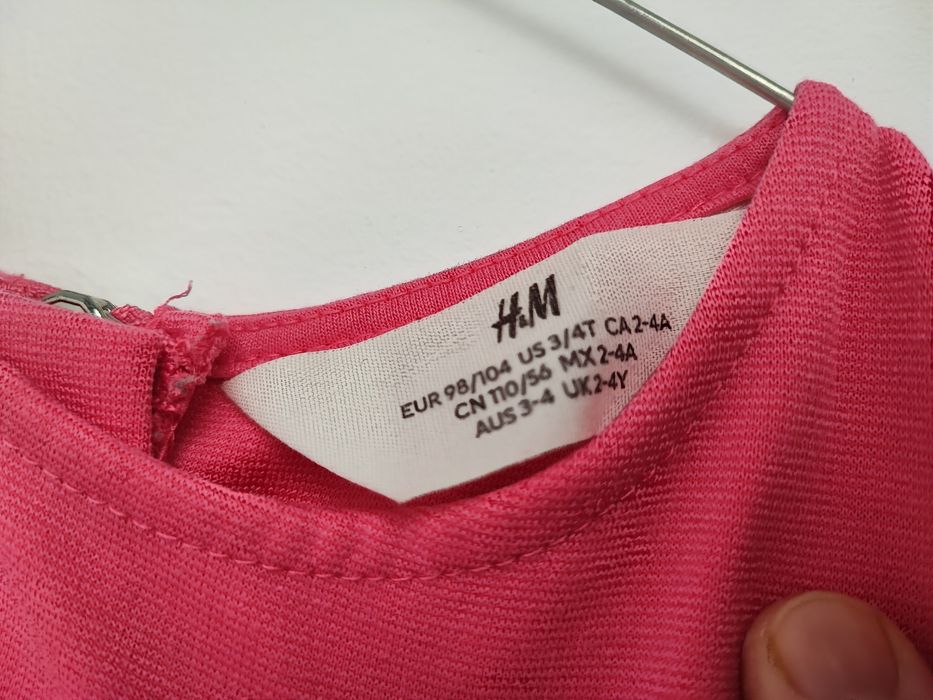 H&M
EUR 98/104 US 3/4T CA 2-4A
CN 110/56 MX 2-4A
AUS 3-4 UK 2-4Y